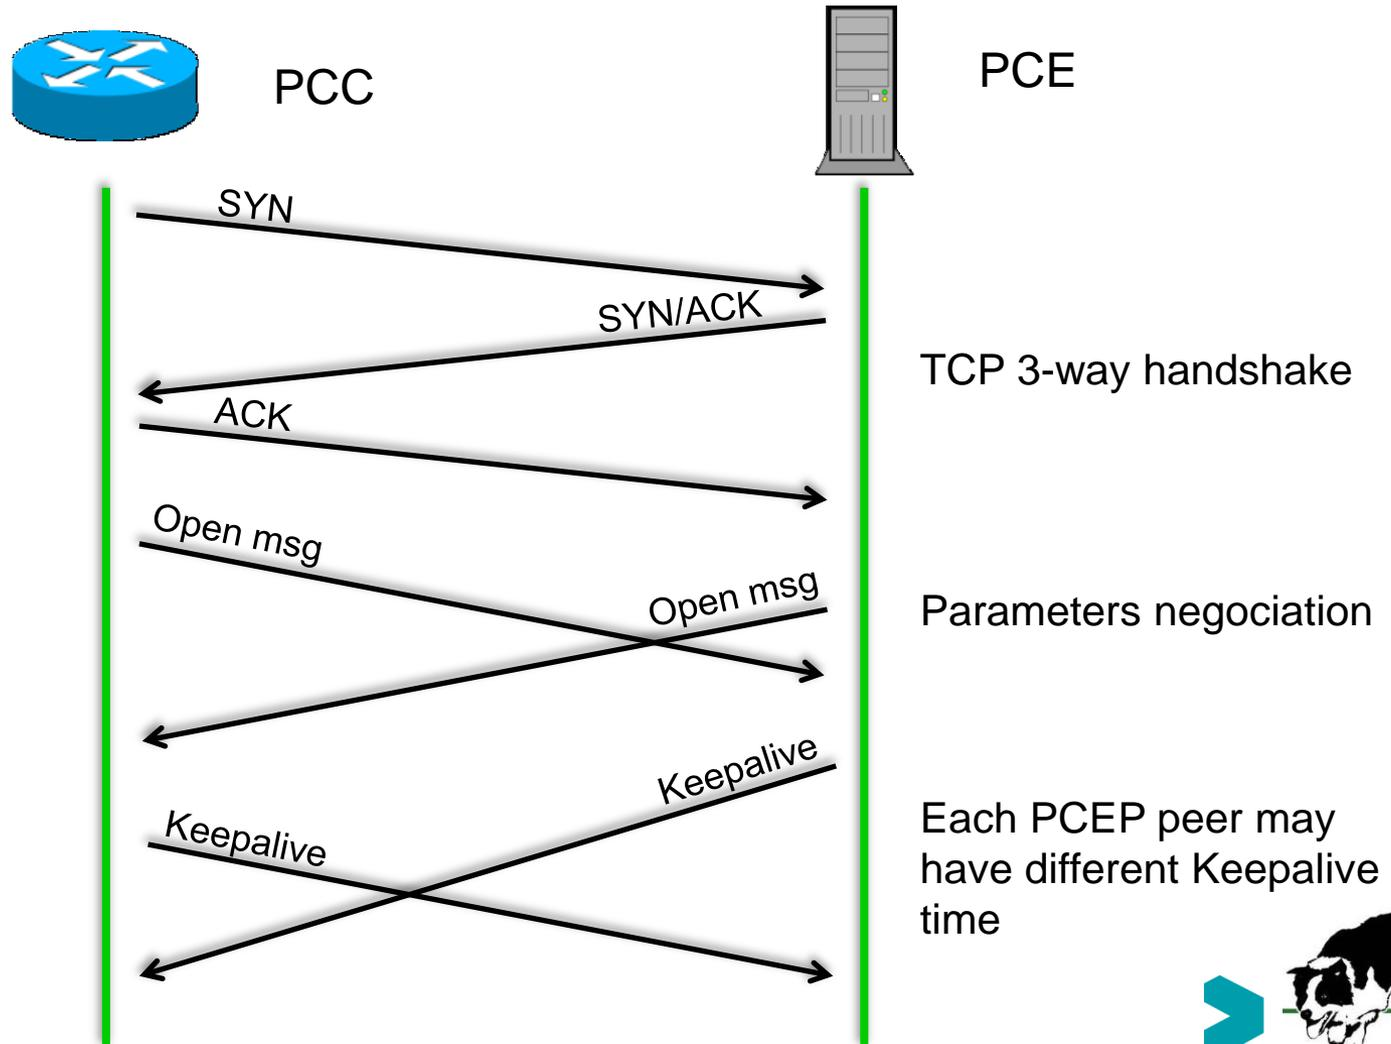 PCC
PCE
SYN
SYN/ACK
TCP 3-way handshake
ACK
Open msg
Open msg
Parameters negociation
Keepalive
Keepalive
Each PCEP peer may
have different Keepalive
time